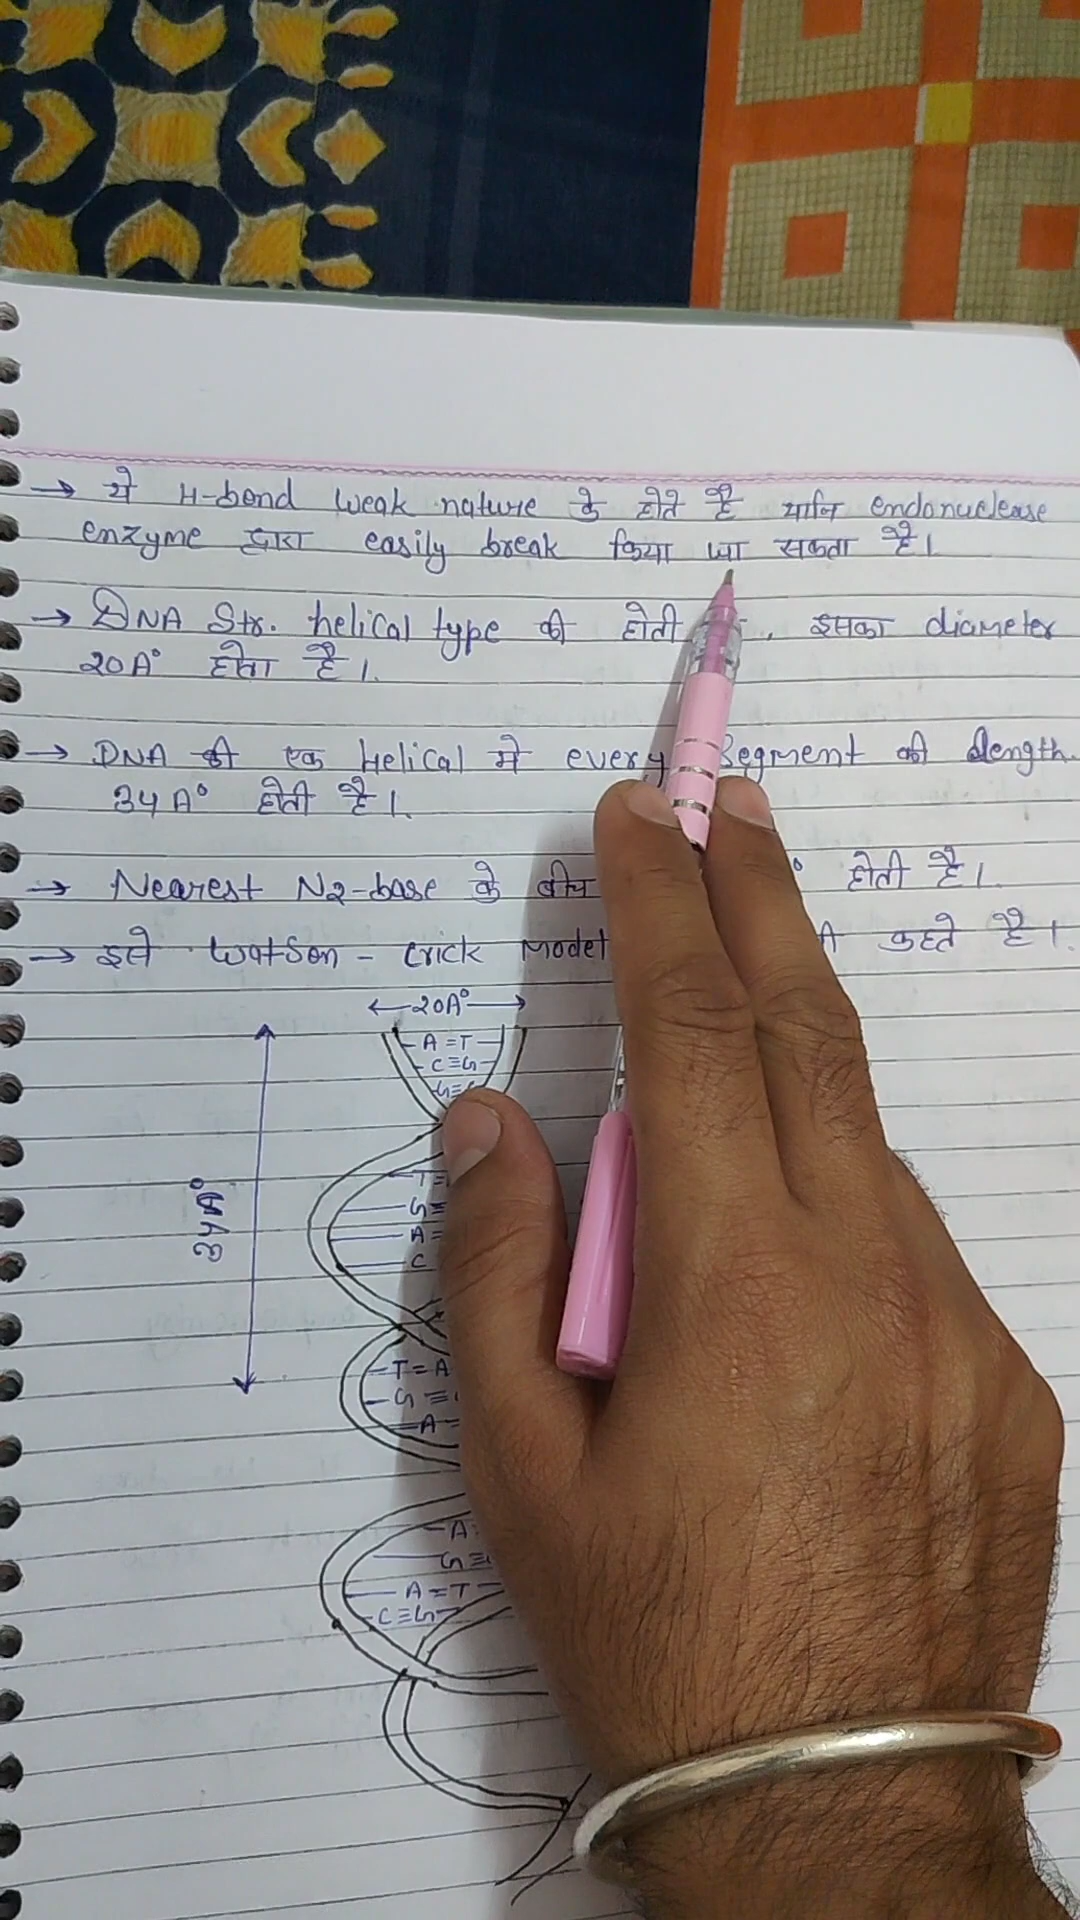 → ये H-bond weak nature के होते है यानि endonuclease
enzyme द्वारा easily break किया जा सकता है।
→ DNA Str. helical type की होती , इसका diameter
20A° होता है।
→ DNA की एक Helical मे every Segment की length
34A° होती है।
→ Nearest N2-base के बीच ° होती है।
→ इसे Watson - Crick Model A कहते है।
←20A°→
A = T
C ≡ G
G ≡
34A°
T =
G ≡
A =
C
T = A
G ≡
A =
A
G ≡
A = T
C ≡ G